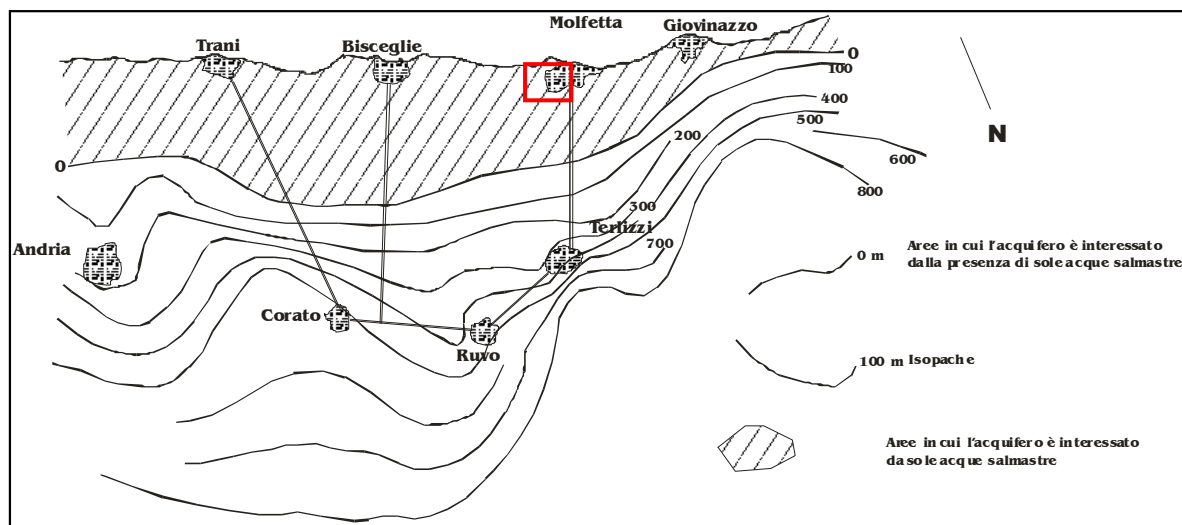 Molfetta
Giovinazzo
Trani
Bisceglie
0
100
400
500
200
600
0
800
300
Terlizzi
700
Andria
Corato
Ruvo
N
0 m
Aree in cui l'acquifero è interessato
dalla presenza di sole acque salmastre
100 m Isopache
Aree in cui l'acquifero è interessato
da sole acque salmastre